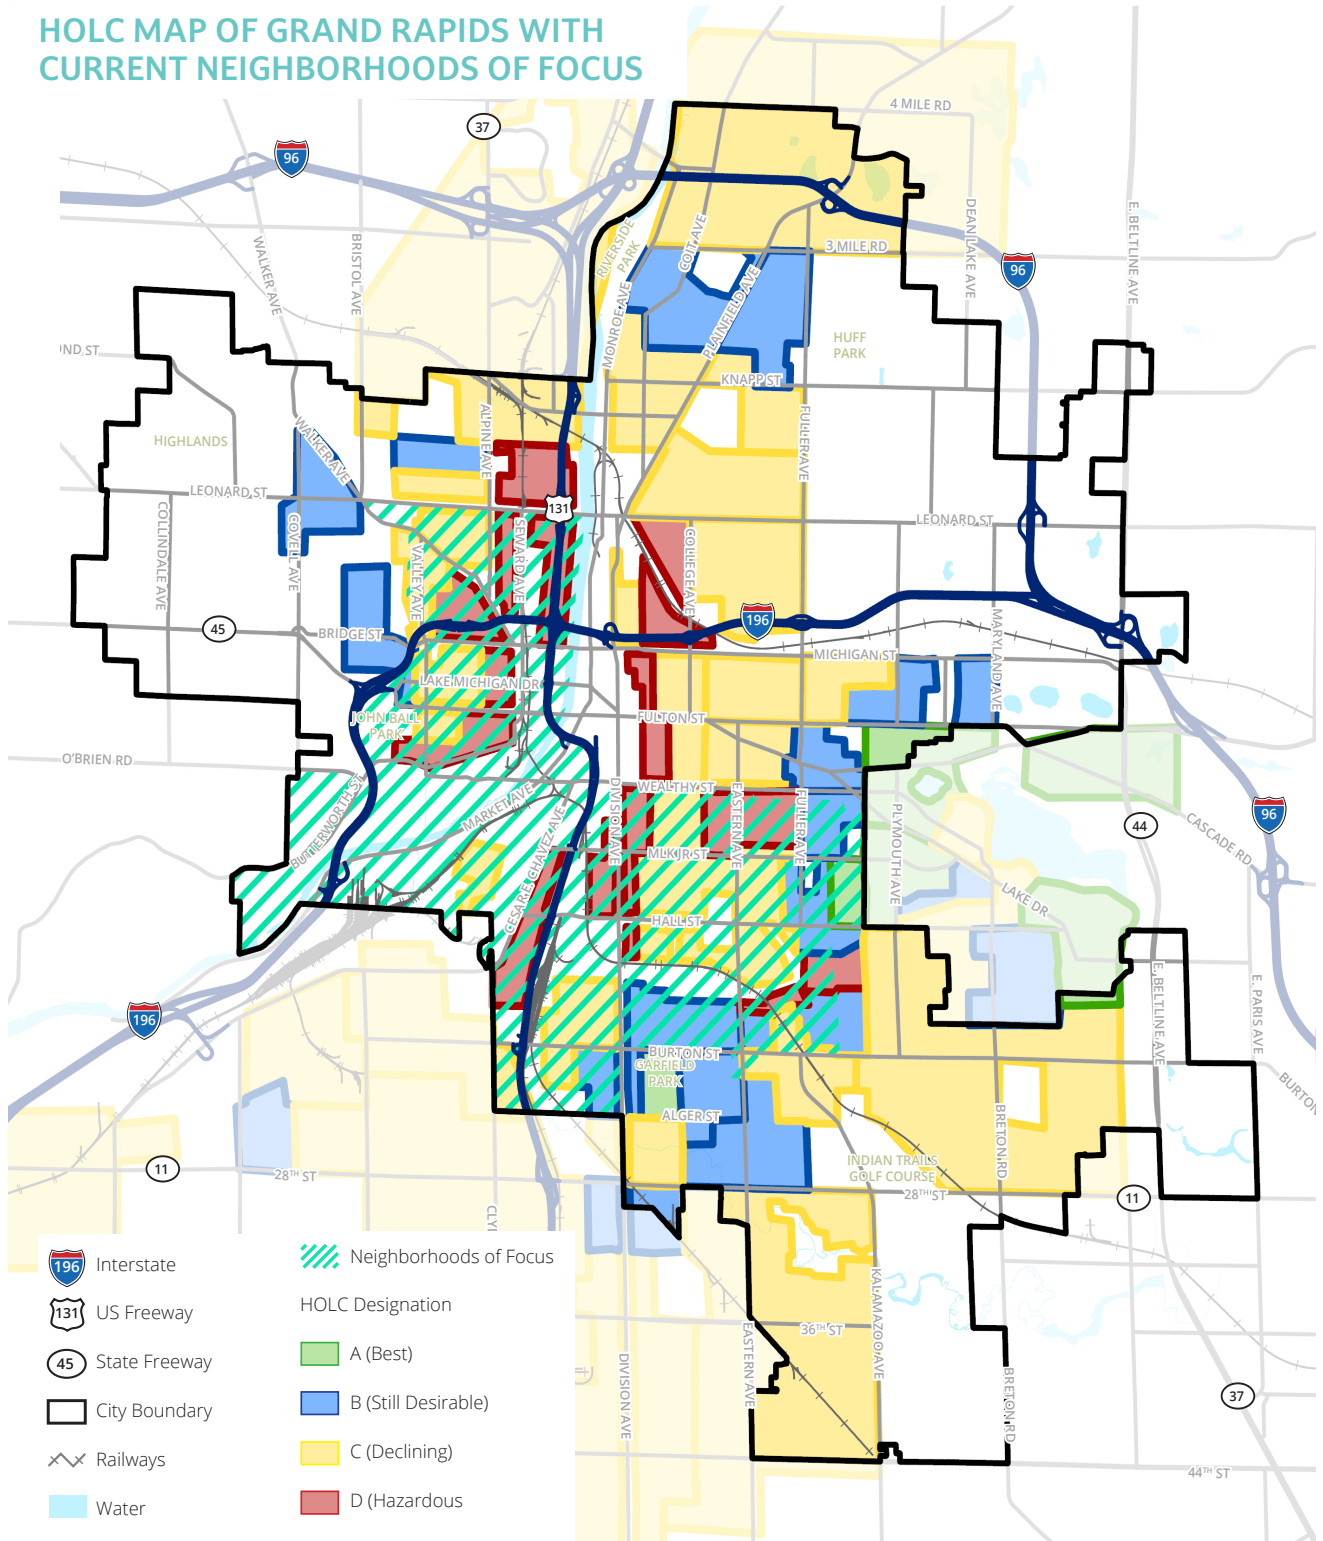 HOLC MAP OF GRAND RAPIDS WITH
CURRENT NEIGHBORHOODS OF FOCUS
4 MILE RD
37
96
RIVERSIDE
PARK
COIT AVE
3 MILE RD
DEAN LAKE AVE
E. BELTLINE AVE
WALKER AVE
BRISTOL AVE
96
MONROE AVE
PLAINFIELD AVE
HUFF
PARK
ND ST
KNAPP ST
HIGHLANDS
WALKER AVE
ALPINE AVE
FULLER AVE
LEONARD ST
131
LEONARD ST
COLLINDALE AVE
COVELL AVE
VALLEY AVE
SEWARD AVE
COLLEGE AVE
45
BRIDGE ST
196
MARYLAND AVE
MICHIGAN ST
LAKE MICHIGAN DR
JOHN BALL
PARK
FULTON ST
O'BRIEN RD
BUTTERWORTH ST
MARKET AVE
CESAR E. CHAVEZ AVE
DIVISION AVE
WEALTHY ST
EASTERN AVE
FULLER AVE
PLYMOUTH AVE
44
CASCADE RD
96
MLK JR ST
LAKE DR
HALL ST
196
E. BELTLINE AVE
E. PARIS AVE
BURTON ST
GARFIELD
PARK
BURTON
ALGER ST
BRETON RD
11
28TH ST
INDIAN TRAILS
GOLF COURSE
28TH ST
11
CLY
KALAMAZOO AVE
36TH ST
DIVISION AVE
EASTERN AVE
BRETON RD
37
44TH ST
196 Interstate
131 US Freeway
45 State Freeway
City Boundary
Railways
Water
Neighborhoods of Focus
HOLC Designation
A (Best)
B (Still Desirable)
C (Declining)
D (Hazardous